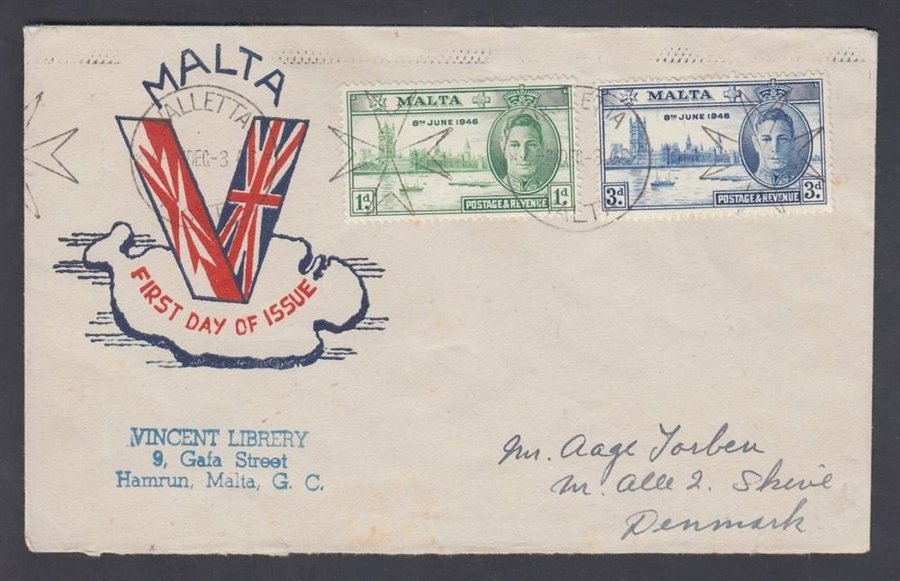 MALTA
VALLETTA
DEC-3
FIRST DAY OF ISSUE
MALTA
8TH JUNE 1946
1d. 1d.
POSTAGE & REVENUE
MALTA
MALTA
8TH JUNE 1946
3d. 3d.
POSTAGE & REVENUE
VINCENT LIBRERY
9, Gafa Street
Hamrun, Malta, G. C.
Mr. Aage Torben
Alle 2. Skive
Denmark